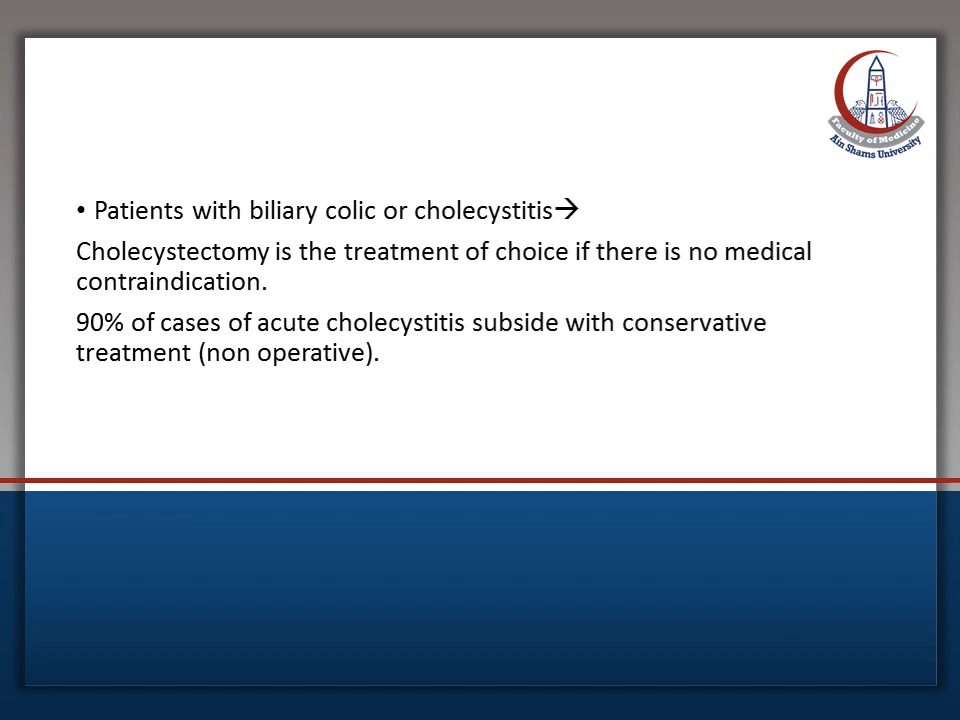 Faculty of Medicine
Ain Shams University
• Patients with biliary colic or cholecystitis→
Cholecystectomy is the treatment of choice if there is no medical
contraindication.
90% of cases of acute cholecystitis subside with conservative
treatment (non operative).